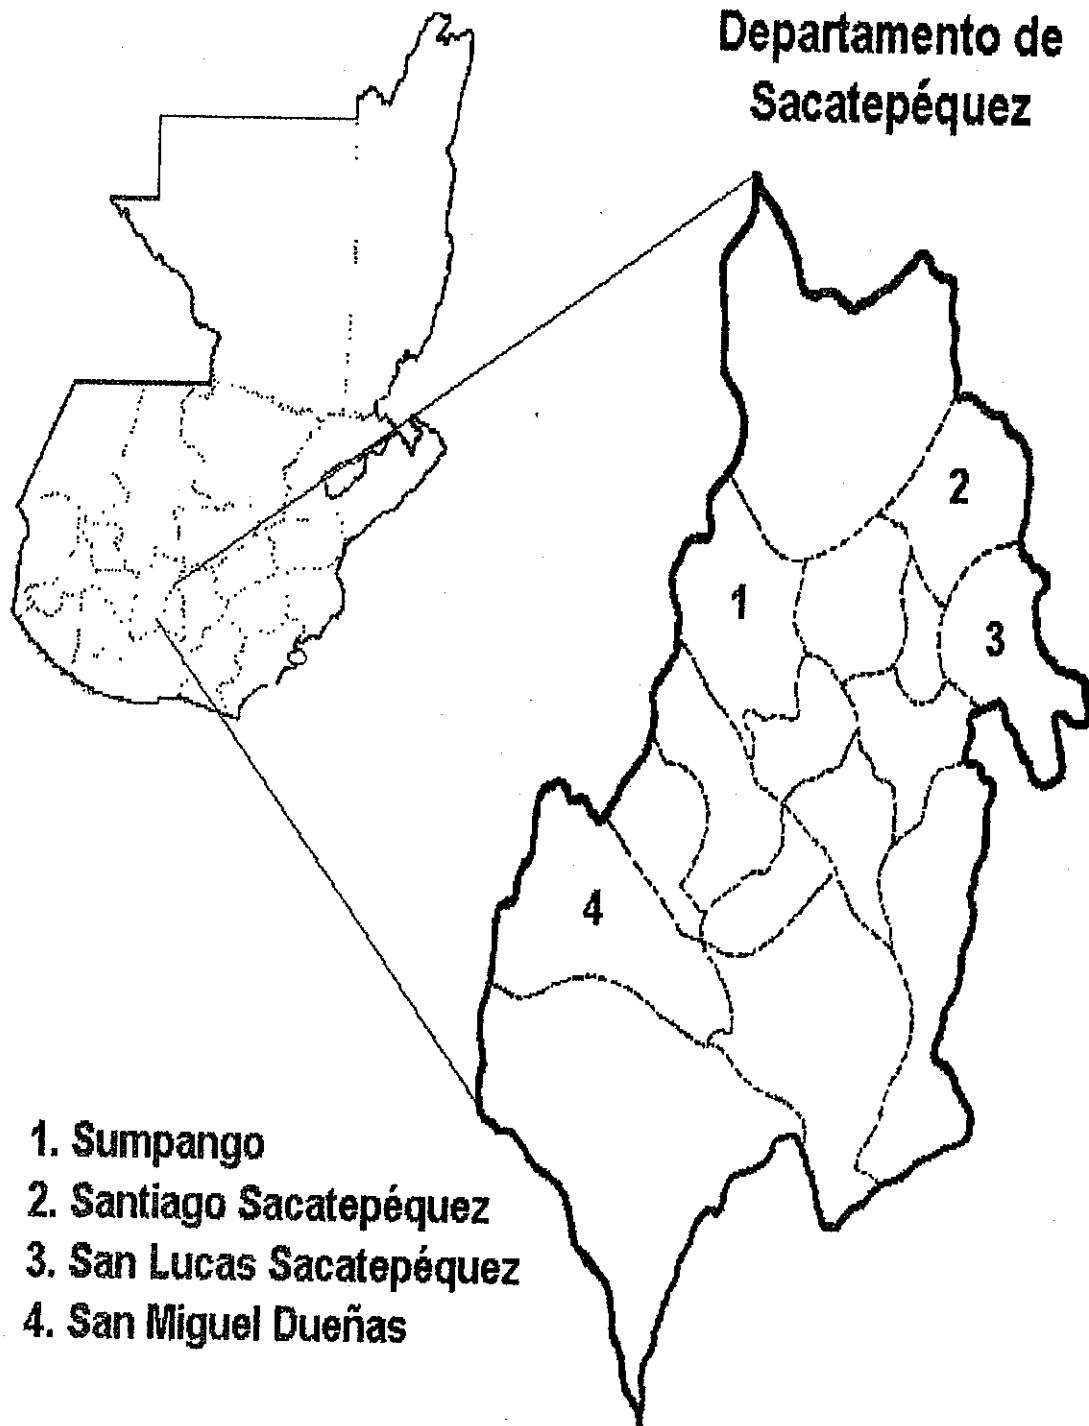 Departamento de
Sacatepéquez
2
1
3
4
1. Sumpango
2. Santiago Sacatepéquez
3. San Lucas Sacatepéquez
4. San Miguel Dueñas